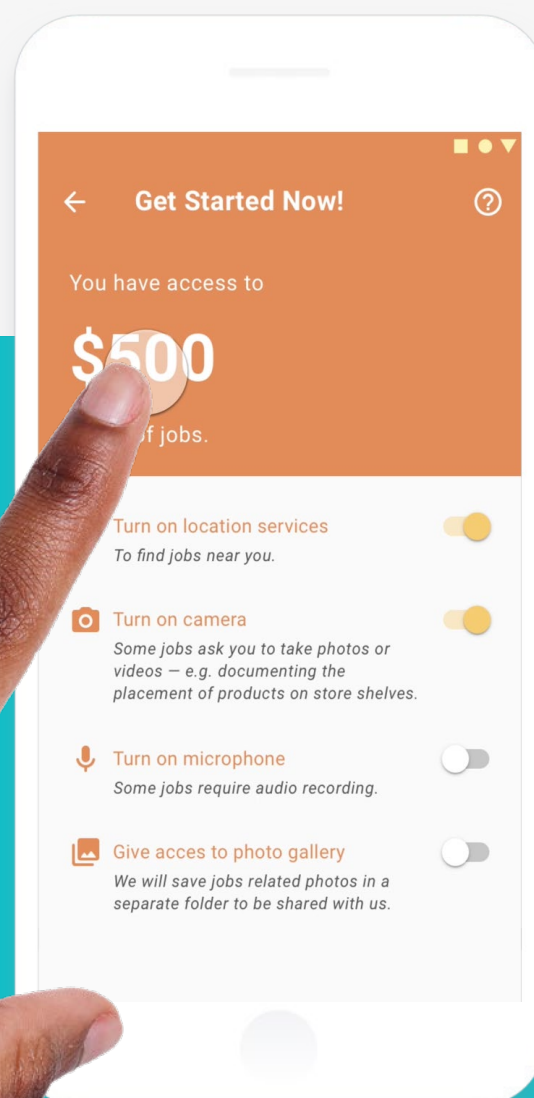 Get Started Now!
You have access to
$500
of jobs.
Turn on location services
To find jobs near you.
Turn on camera
Some jobs ask you to take photos or
videos — e.g. documenting the
placement of products on store shelves.
Turn on microphone
Some jobs require audio recording.
Give acces to photo gallery
We will save jobs related photos in a
separate folder to be shared with us.